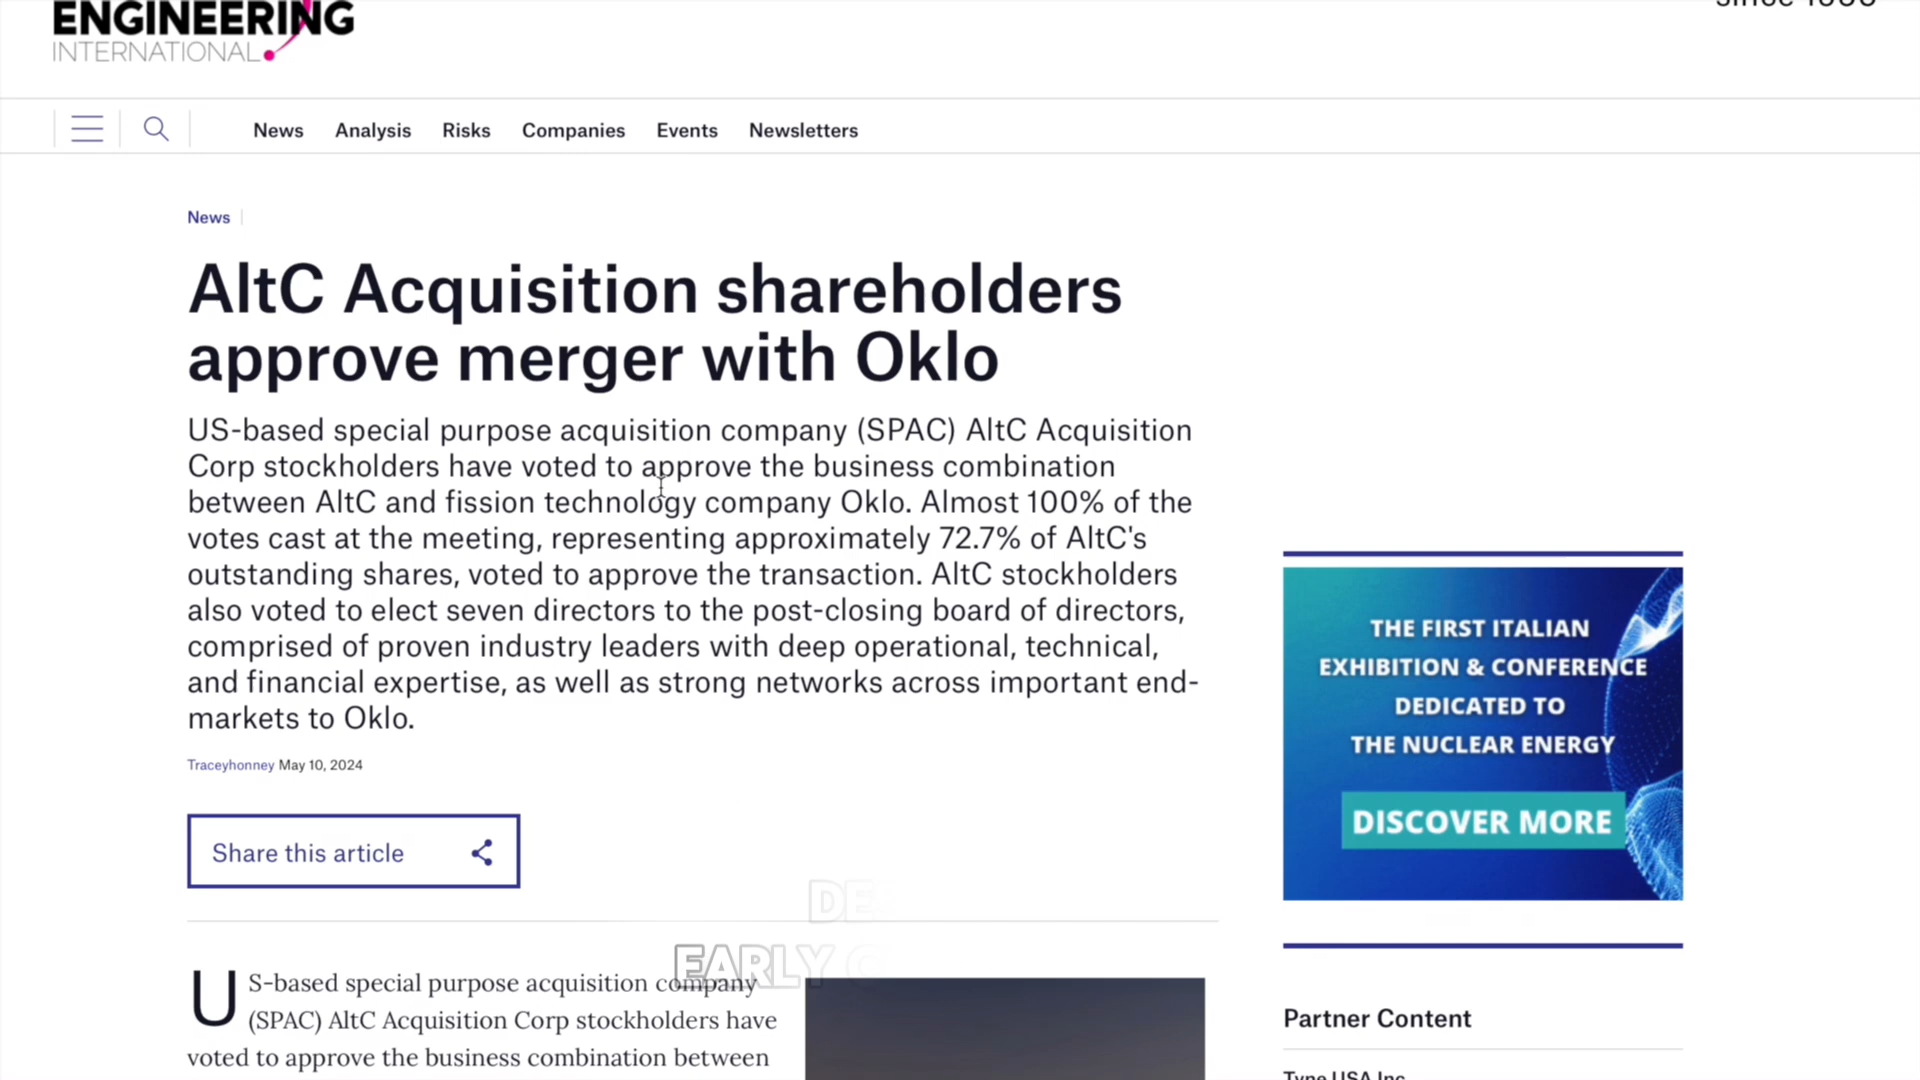 ENGINEERING
INTERNATIONAL
News Analysis Risks Companies Events Newsletters
News
AltC Acquisition shareholders
approve merger with Oklo
US-based special purpose acquisition company (SPAC) AltC Acquisition
Corp stockholders have voted to approve the business combination
between AltC and fission technology company Oklo. Almost 100% of the
votes cast at the meeting, representing approximately 72.7% of AltC's
outstanding shares, voted to approve the transaction. AltC stockholders
also voted to elect seven directors to the post-closing board of directors,
comprised of proven industry leaders with deep operational, technical,
and financial expertise, as well as strong networks across important end-
markets to Oklo.
Traceyhonney May 10, 2024
Share this article
THE FIRST ITALIAN
EXHIBITION & CONFERENCE
DEDICATED TO
THE NUCLEAR ENERGY
DISCOVER MORE
EARLY
US-based special purpose acquisition company
(SPAC) AltC Acquisition Corp stockholders have
voted to approve the business combination between
Partner Content